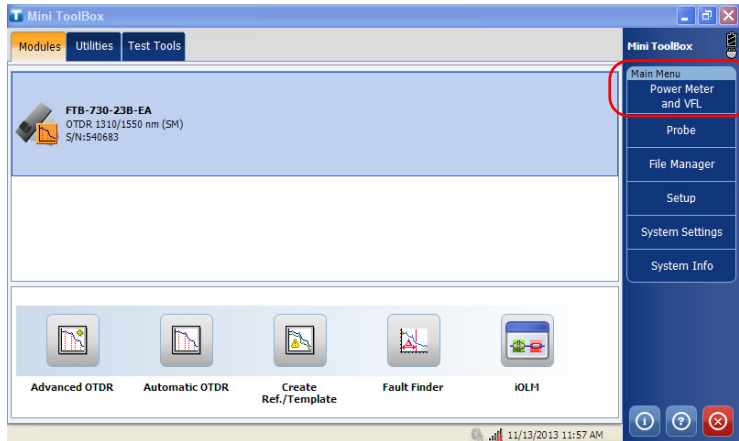 Mini ToolBox
Modules Utilities Test Tools
FTB-730-23B-EA
OTDR 1310/1550 nm (SM)
S/N:540683
Advanced OTDR
Automatic OTDR
Create
Ref./Template
Fault Finder
iOLM
11/13/2013 11:57 AM
Mini ToolBox
Main Menu
Power Meter
and VFL
Probe
File Manager
Setup
System Settings
System Info